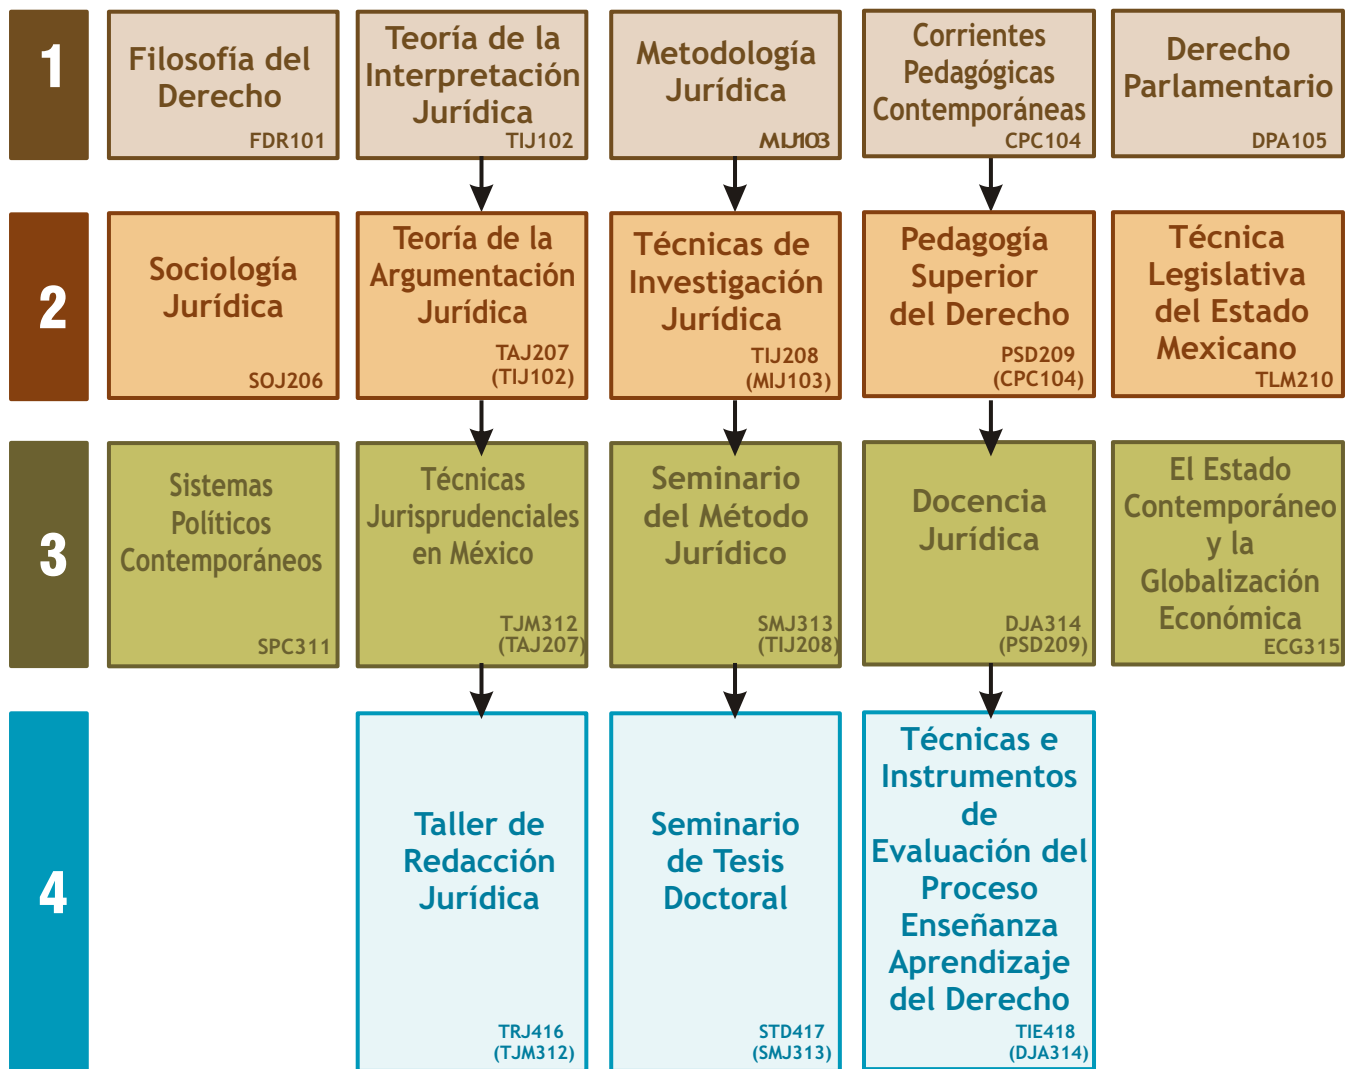 1
Filosofía del
Derecho
FDR101
Teoría de la
Interpretación
Jurídica
TIJ102
Metodología
Jurídica
MIJ103
Corrientes
Pedagógicas
Contemporáneas
CPC104
Derecho
Parlamentario
DPA105
2
Sociología
Jurídica
SOJ206
Teoría de la
Argumentación
Jurídica
TAJ207
(TIJ102)
Técnicas de
Investigación
Jurídica
TIJ208
(MIJ103)
Pedagogía
Superior
del Derecho
PSD209
(CPC104)
Técnica
Legislativa
del Estado
Mexicano
TLM210
3
Sistemas
Políticos
Contemporáneos
SPC311
Técnicas
Jurisprudenciales
en México
TJM312
(TAJ207)
Seminario
del Método
Jurídico
SMJ313
(TIJ208)
Docencia
Jurídica
DJA314
(PSD209)
El Estado
Contemporáneo
y la
Globalización
Económica
ECG315
4
Taller de
Redacción
Jurídica
TRJ416
(TJM312)
Seminario
de Tesis
Doctoral
STD417
(SMJ313)
Técnicas e
Instrumentos
de
Evaluación del
Proceso
Enseñanza
Aprendizaje
del Derecho
TIE418
(DJA314)